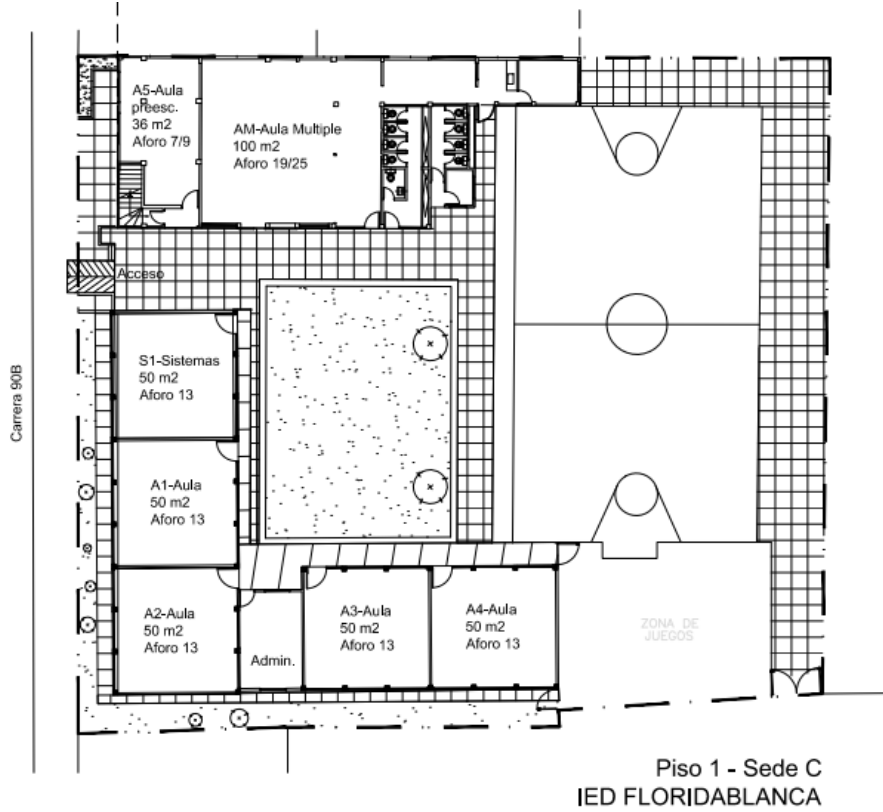 A5-Aula
preesc.
36 m2
Aforo 7/9
AM-Aula Multiple
100 m2
Aforo 19/25
Acceso
S1-Sistemas
50 m2
Aforo 13
Carrera 90B
A1-Aula
50 m2
Aforo 13
A2-Aula
50 m2
Aforo 13
Admin.
A3-Aula
50 m2
Aforo 13
A4-Aula
50 m2
Aforo 13
ZONA DE
JUEGOS
Piso 1 - Sede C
IED FLORIDABLANCA